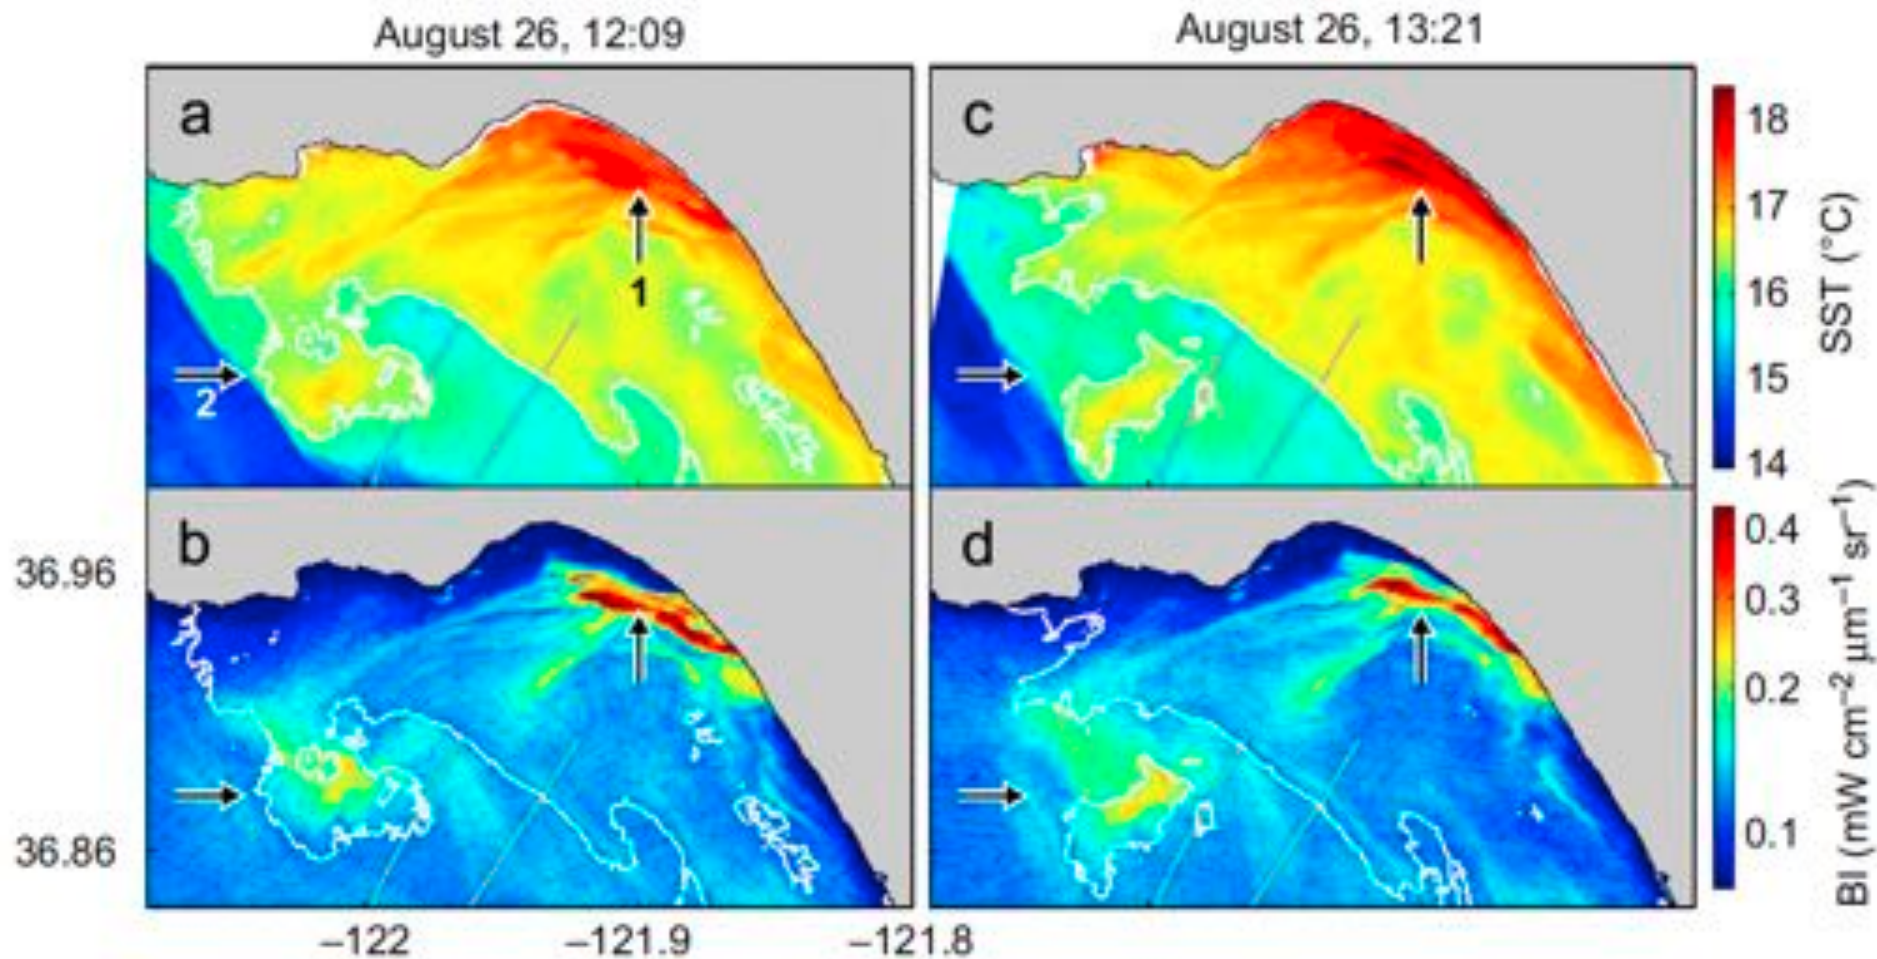 August 26, 12:09
August 26, 13:21
a
c
18
17
16
15
14
SST (°C)
1
2
b
d
36.96
36.86
0.4
0.3
0.2
0.1
BI (mW cm⁻² μm⁻¹ sr⁻¹)
−122
−121.9
−121.8